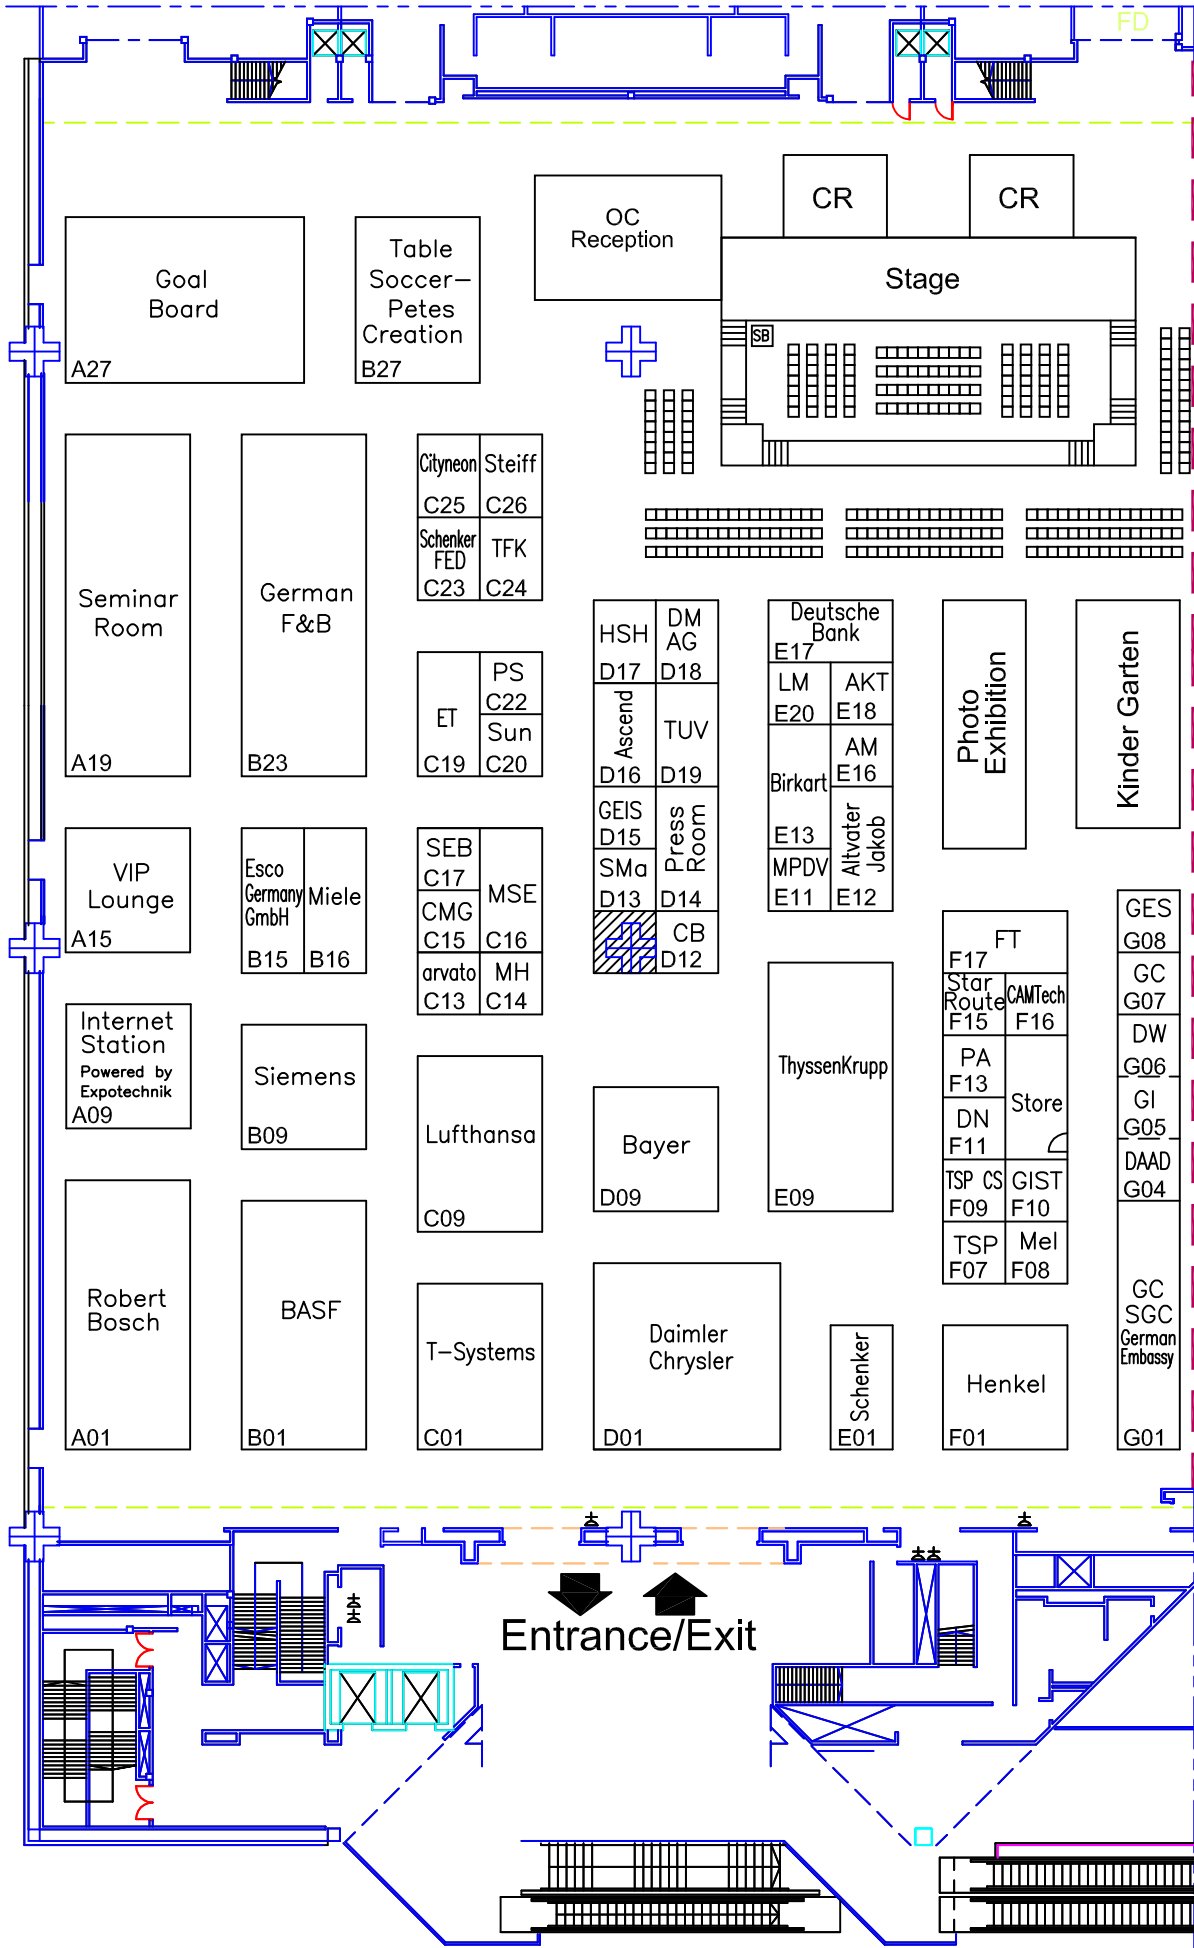 FD
CR
CR
OC
Reception
Stage
SB
Goal
Board
A27
Table
Soccer-
Petes
Creation
B27
Cityneon
C25
Steiff
C26
Schenker
FED
C23
TFK
C24
Seminar
Room
A19
German
F&B
B23
ET
C19
PS
C22
Sun
C20
HSH
D17
DM
AG
D18
Ascend
D16
TUV
D19
GEIS
D15
Press
Room
D14
SMa
D13
CB
D12
Deutsche
Bank
E17
LM
E20
AKT
E18
Birkart
E13
AM
E16
MPDV
E11
Altvater
Jakob
E12
Photo
Exhibition
Kinder Garten
VIP
Lounge
A15
Esco
Germany
GmbH
B15
Miele
B16
SEB
C17
MSE
C16
CMG
C15
arvato
C13
MH
C14
Internet
Station
Powered by
Expotechnik
A09
Siemens
B09
Lufthansa
C09
Bayer
D09
ThyssenKrupp
E09
FT
F17
Star
Route
F15
CAMTech
F16
PA
F13
DN
F11
Store
TSP CS
F09
GIST
F10
TSP
F07
Mel
F08
GES
G08
GC
G07
DW
G06
GI
G05
DAAD
G04
GC
SGC
German
Embassy
G01
Robert
Bosch
A01
BASF
B01
T-Systems
C01
Daimler
Chrysler
D01
Schenker
E01
Henkel
F01
Entrance/Exit